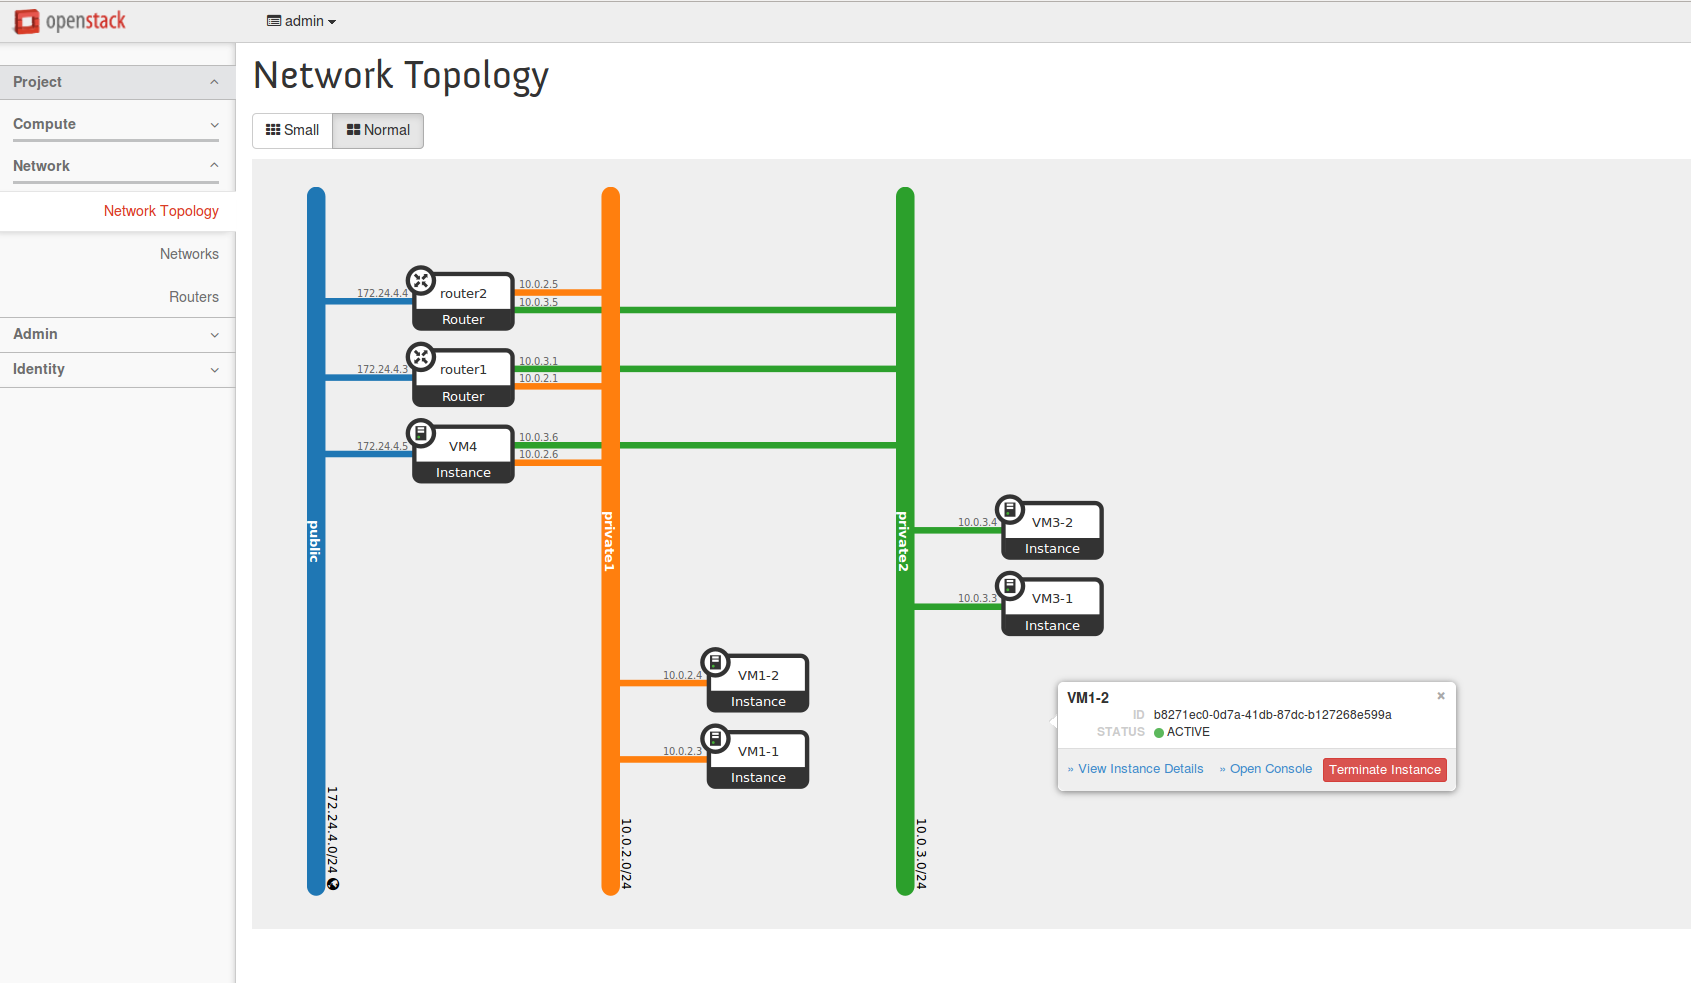 openstack
admin
Project
Compute
Network
Network Topology
Networks
Routers
Admin
Identity
Network Topology
Small
Normal
172.24.4.4
router2
Router
10.0.2.5
10.0.3.5
172.24.4.3
router1
Router
10.0.3.1
10.0.2.1
172.24.4.5
VM4
Instance
10.0.3.6
10.0.2.6
public
private1
private2
10.0.3.4
VM3-2
Instance
10.0.3.3
VM3-1
Instance
10.0.2.4
VM1-2
Instance
10.0.2.3
VM1-1
Instance
172.24.4.0/24
10.0.2.0/24
10.0.3.0/24
VM1-2 ×
ID b8271ec0-0d7a-41db-87dc-b127268e599a
STATUS ACTIVE
» View Instance Details » Open Console Terminate Instance